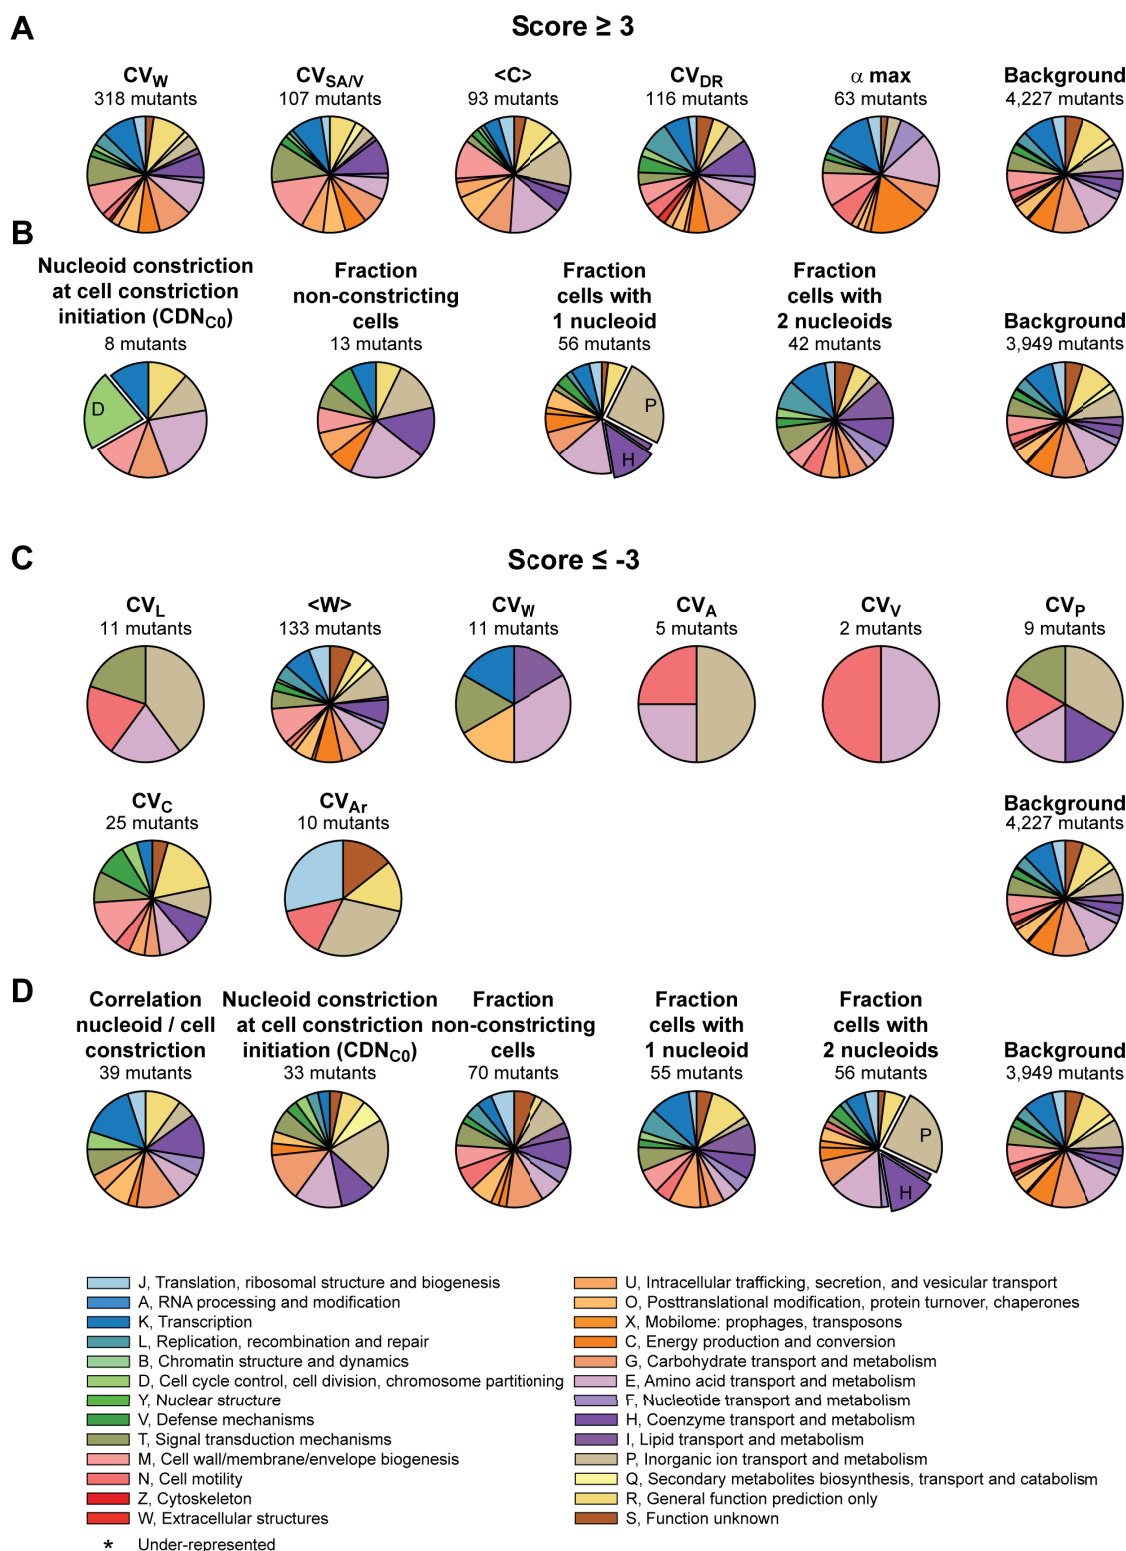 A
Score ≥ 3
CVW CVSA/V <C> CVDR α max Background
318 mutants 107 mutants 93 mutants 116 mutants 63 mutants 4,227 mutants
B
Nucleoid constriction
at cell constriction
initiation (CDNC0)
8 mutants
Fraction
non-constricting
cells
13 mutants
Fraction
cells with
1 nucleoid
56 mutants
Fraction
cells with
2 nucleoids
42 mutants
Background
3,949 mutants
D
P
H
C
Score ≤ -3
CVL <W> CVW CVA CVV CVP
11 mutants 133 mutants 11 mutants 5 mutants 2 mutants 9 mutants
CVC CVAr Background
25 mutants 10 mutants 4,227 mutants
D
Correlation
nucleoid / cell
constriction
39 mutants
Nucleoid constriction
at cell constriction
initiation (CDNC0)
33 mutants
Fraction
non-constricting
cells
70 mutants
Fraction
cells with
1 nucleoid
55 mutants
Fraction
cells with
2 nucleoids
56 mutants
Background
3,949 mutants
P
H
J, Translation, ribosomal structure and biogenesis
A, RNA processing and modification
K, Transcription
L, Replication, recombination and repair
B, Chromatin structure and dynamics
D, Cell cycle control, cell division, chromosome partitioning
Y, Nuclear structure
V, Defense mechanisms
T, Signal transduction mechanisms
M, Cell wall/membrane/envelope biogenesis
N, Cell motility
Z, Cytoskeleton
W, Extracellular structures
* Under-represented
U, Intracellular trafficking, secretion, and vesicular transport
O, Posttranslational modification, protein turnover, chaperones
X, Mobilome: prophages, transposons
C, Energy production and conversion
G, Carbohydrate transport and metabolism
E, Amino acid transport and metabolism
F, Nucleotide transport and metabolism
H, Coenzyme transport and metabolism
I, Lipid transport and metabolism
P, Inorganic ion transport and metabolism
Q, Secondary metabolites biosynthesis, transport and catabolism
R, General function prediction only
S, Function unknown